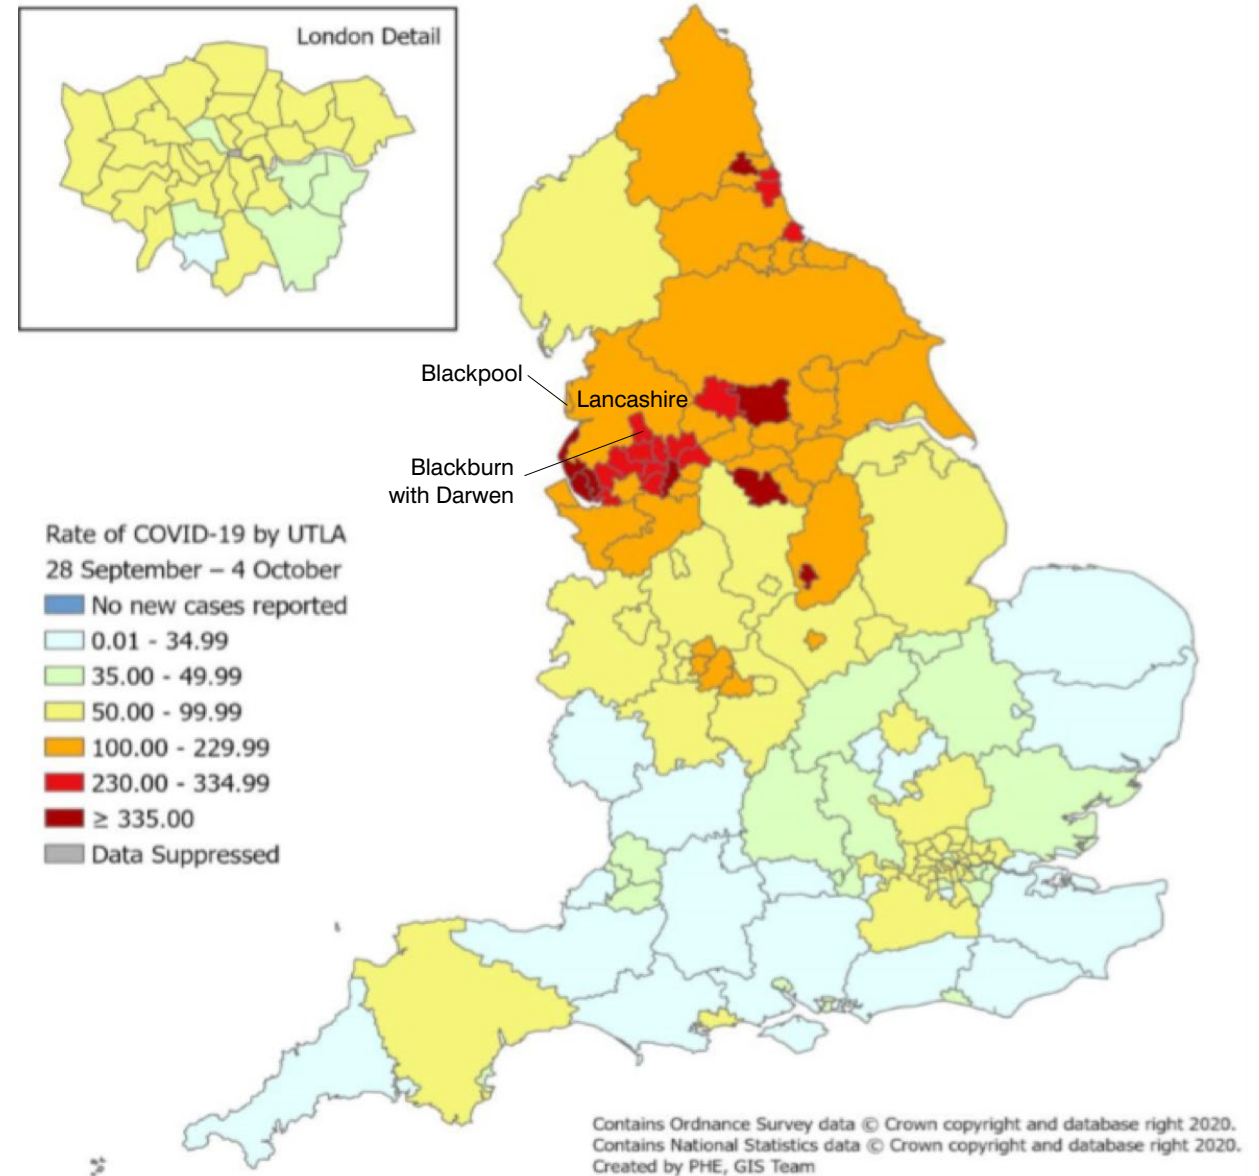 London Detail
Blackpool
Lancashire
Blackburn
with Darwen
Rate of COVID-19 by UTLA
28 September – 4 October
No new cases reported
0.01 - 34.99
35.00 - 49.99
50.00 - 99.99
100.00 - 229.99
230.00 - 334.99
≥ 335.00
Data Suppressed
Contains Ordnance Survey data © Crown copyright and database right 2020.
Contains National Statistics data © Crown copyright and database right 2020.
Created by PHE, GIS Team